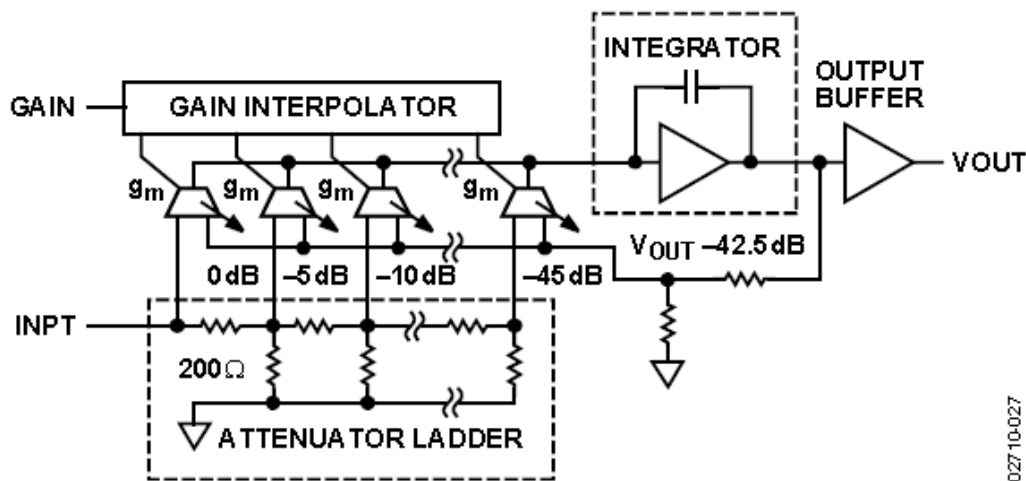 INTEGRATOR
OUTPUT
BUFFER
GAIN
GAIN INTERPOLATOR
VOUT
gm
gm
gm
gm
VOUT –42.5 dB
0 dB
–5 dB
–10 dB
–45 dB
INPT
200 Ω
ATTENUATOR LADDER
02710-027